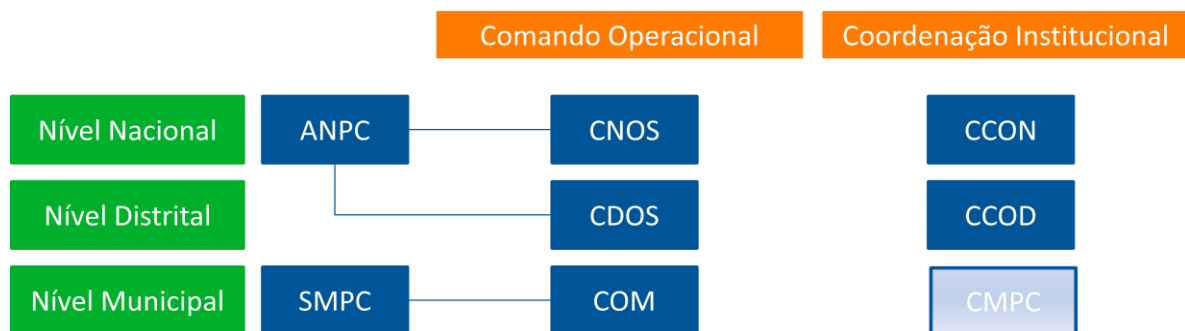 Comando Operacional
Coordenação Institucional
Nível Nacional
ANPC
CNOS
CCON
Nível Distrital
CDOS
CCOD
Nível Municipal
SMPC
COM
CMPC